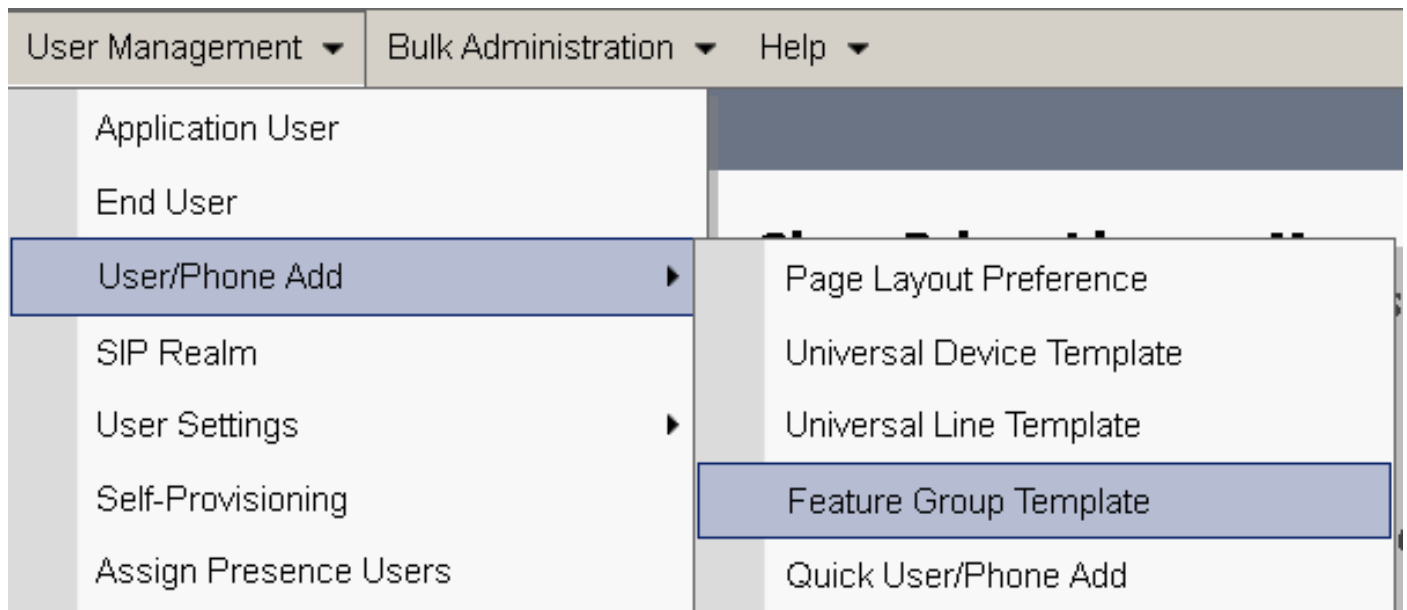 User Management
Bulk Administration
Help
Application User
End User
User/Phone Add
SIP Realm
User Settings
Self-Provisioning
Assign Presence Users
Page Layout Preference
Universal Device Template
Universal Line Template
Feature Group Template
Quick User/Phone Add